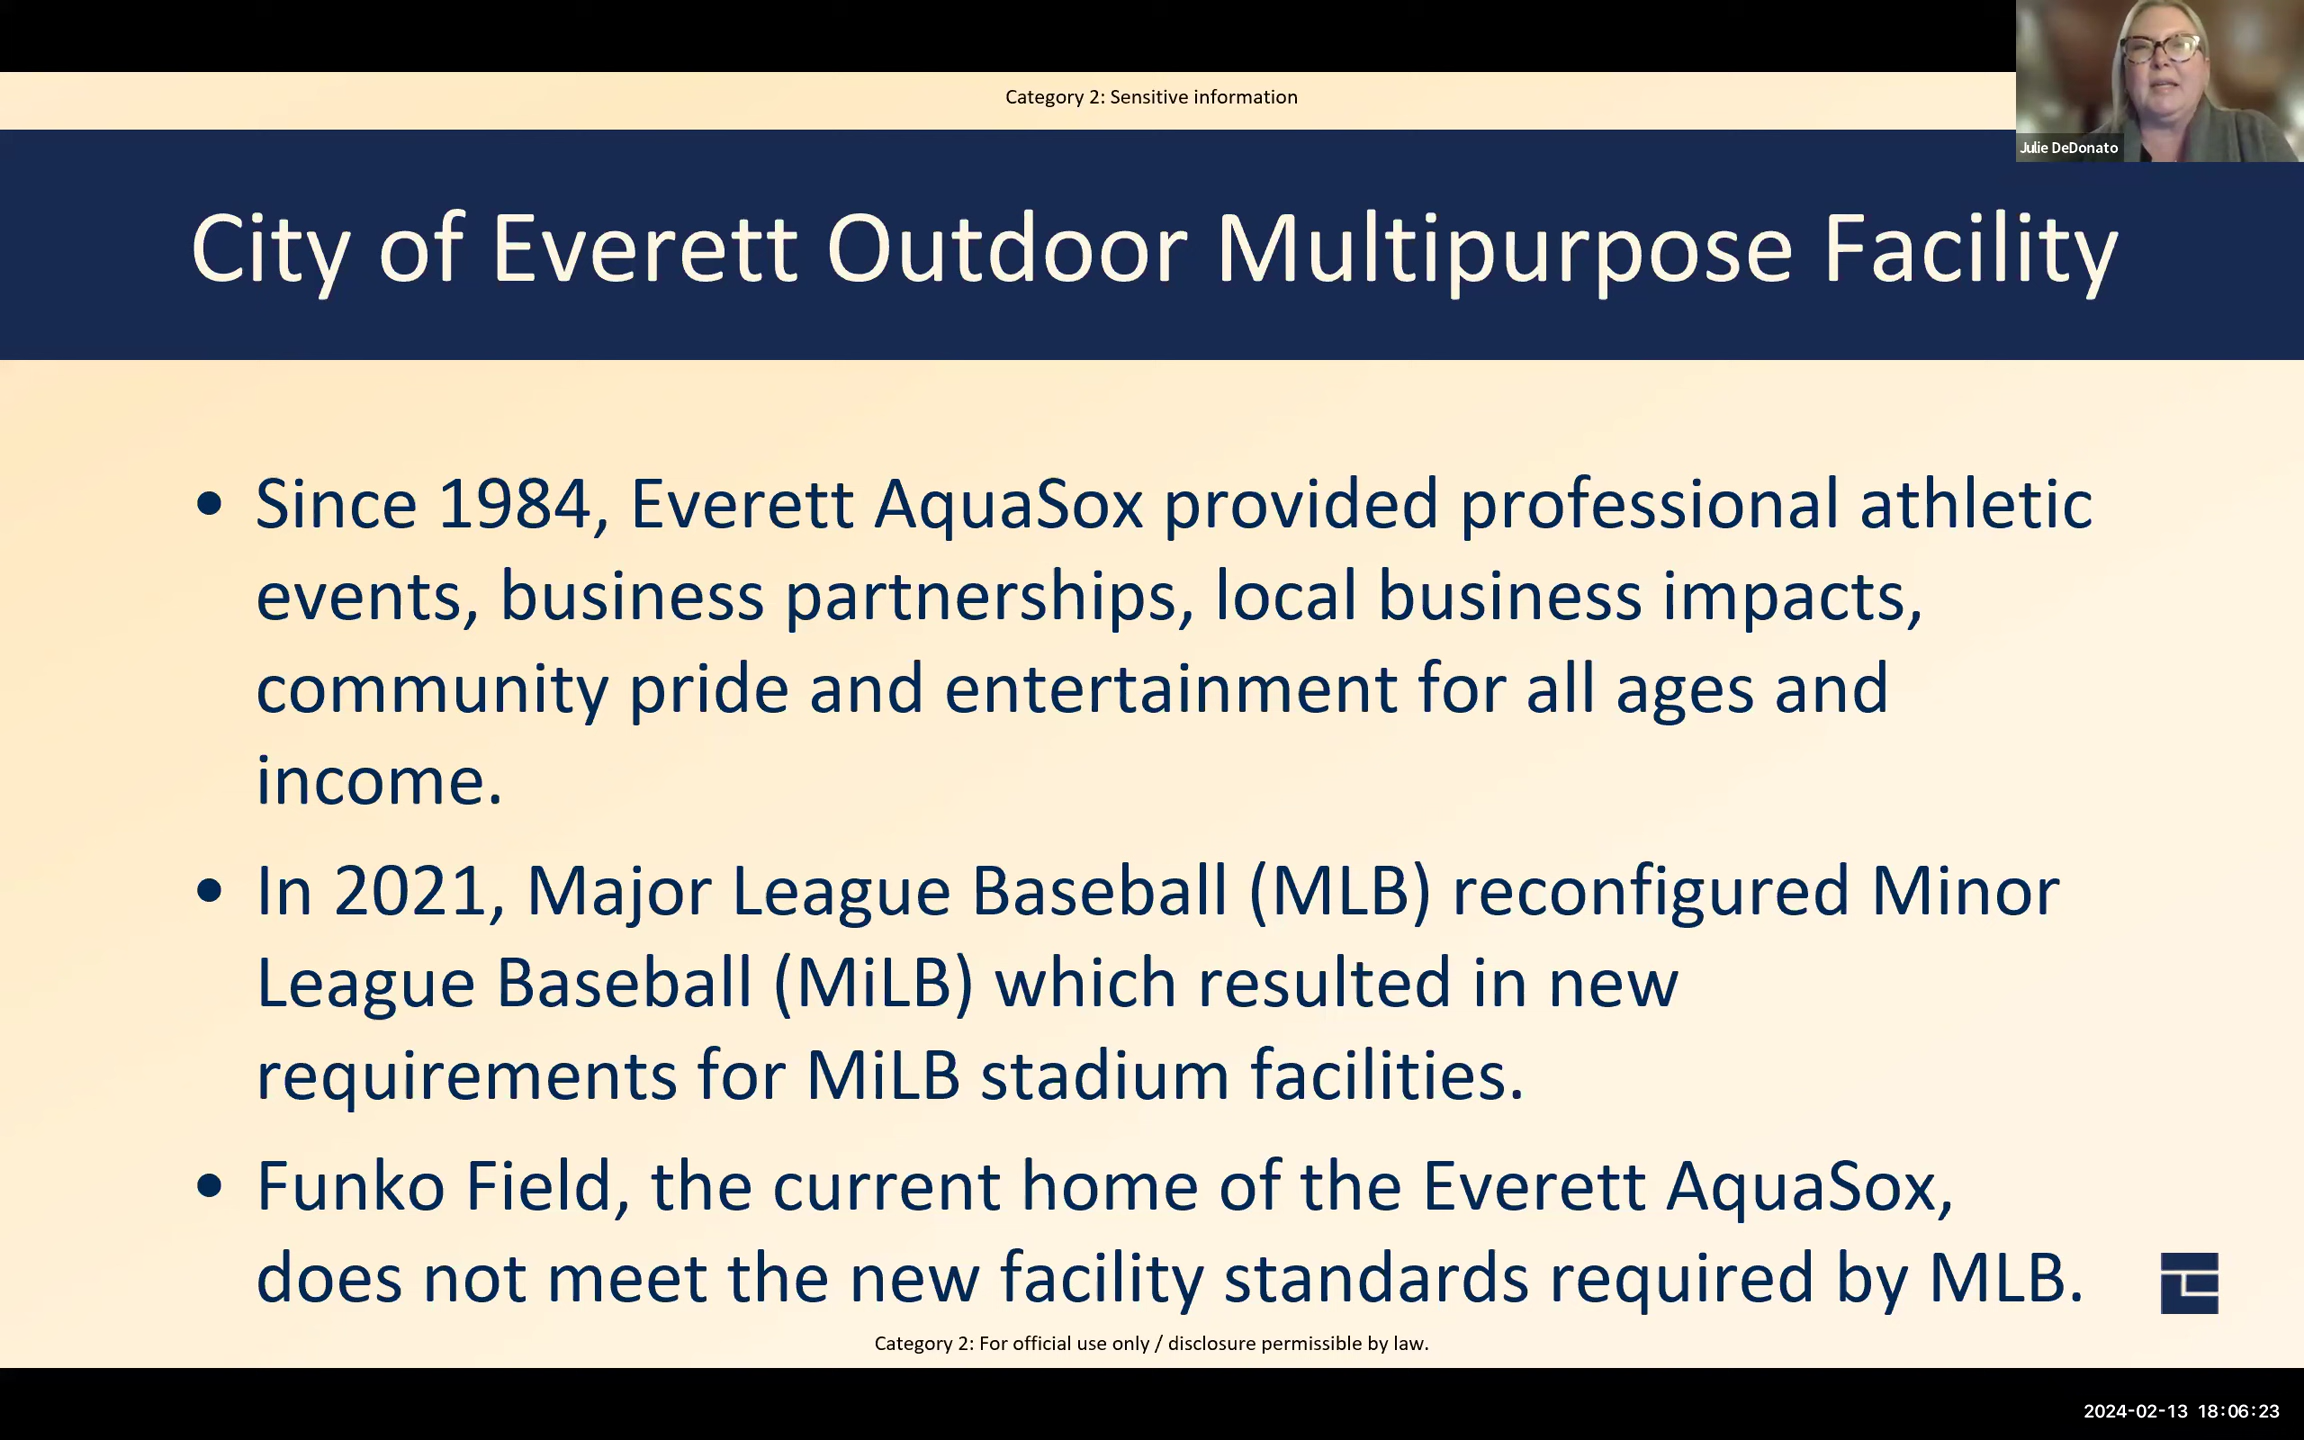 Category 2: Sensitive information
Julie DeDonato
City of Everett Outdoor Multipurpose Facility
• Since 1984, Everett AquaSox provided professional athletic
events, business partnerships, local business impacts,
community pride and entertainment for all ages and
income.
• In 2021, Major League Baseball (MLB) reconfigured Minor
League Baseball (MiLB) which resulted in new
requirements for MiLB stadium facilities.
• Funko Field, the current home of the Everett AquaSox,
does not meet the new facility standards required by MLB.
Category 2: For official use only / disclosure permissible by law.
2024-02-13 18:06:23